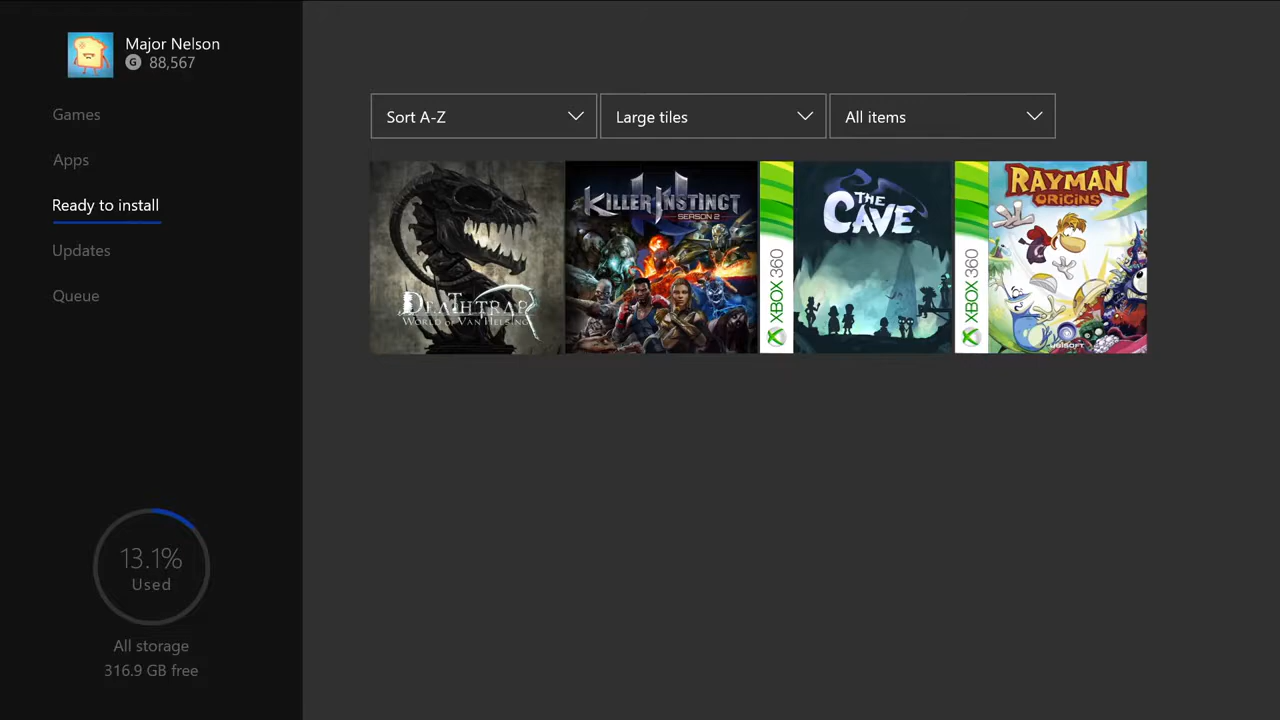 Major Nelson
G 88,567
Games
Apps
Ready to install
Updates
Queue
13.1%
Used
All storage
316.9 GB free
Sort A-Z
Large tiles
All items
DEATHTRAP
WORLD OF VAN HELSING
KILLER INSTINCT
SEASON 2
XBOX 360
THE
CAVE
XBOX 360
RAYMAN
ORIGINS
UBISOFT